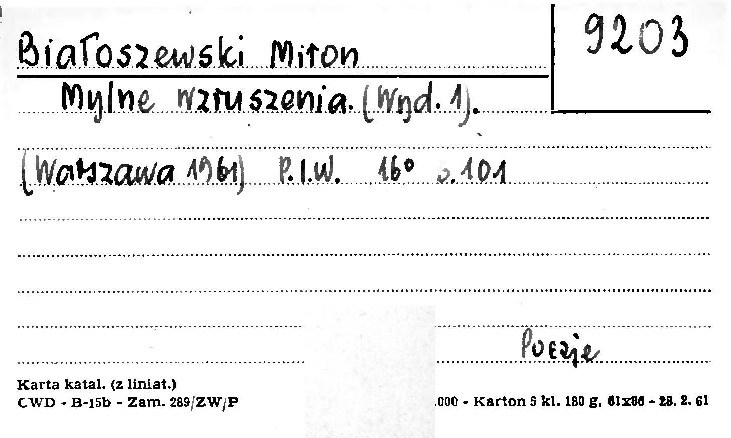 9203
Białoszewski Miron
Mylne wzruszenia. (Wyd. 1).
(Warszawa 1961) P.I.W. 16° s. 101
Poezje
Karta katal. (z liniat.)
CWD - B-15b - Zam. 289/ZW/P
.000 - Karton 5 kl. 180 g, 61x86 - 28. 2. 61